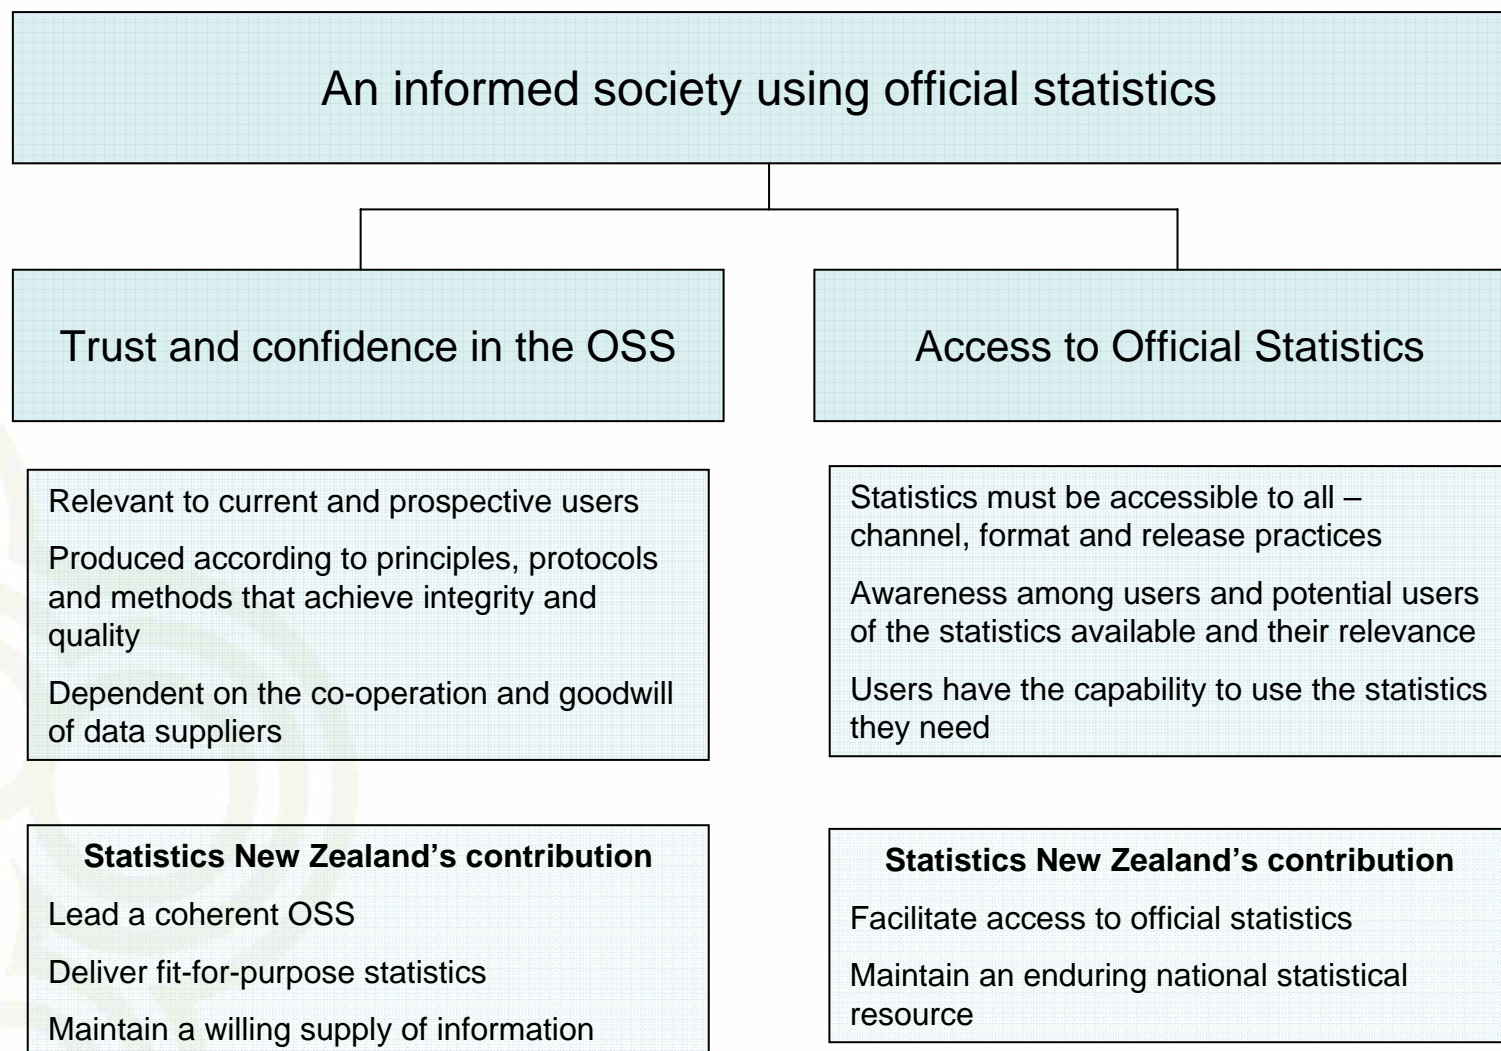 An informed society using official statistics
Trust and confidence in the OSS
Relevant to current and prospective users
Produced according to principles, protocols
and methods that achieve integrity and
quality
Dependent on the co-operation and goodwill
of data suppliers
Statistics New Zealand’s contribution
Lead a coherent OSS
Deliver fit-for-purpose statistics
Maintain a willing supply of information
Access to Official Statistics
Statistics must be accessible to all –
channel, format and release practices
Awareness among users and potential users
of the statistics available and their relevance
Users have the capability to use the statistics
they need
Statistics New Zealand’s contribution
Facilitate access to official statistics
Maintain an enduring national statistical
resource